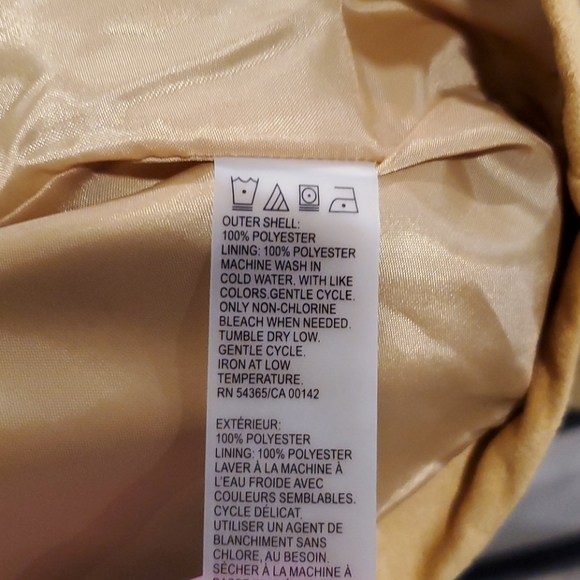 OUTER SHELL:
100% POLYESTER
LINING: 100% POLYESTER
MACHINE WASH IN
COLD WATER. WITH LIKE
COLORS.GENTLE CYCLE.
ONLY NON-CHLORINE
BLEACH WHEN NEEDED.
TUMBLE DRY LOW.
GENTLE CYCLE.
IRON AT LOW
TEMPERATURE.
RN 54365/CA 00142
EXTÉRIEUR:
100% POLYESTER
LINING: 100% POLYESTER
LAVER À LA MACHINE À
L'EAU FROIDE AVEC
COULEURS SEMBLABLES.
CYCLE DÉLICAT.
UTILISER UN AGENT DE
BLANCHIMENT SANS
CHLORE, AU BESOIN.
SÉCHER À LA MACHINE À